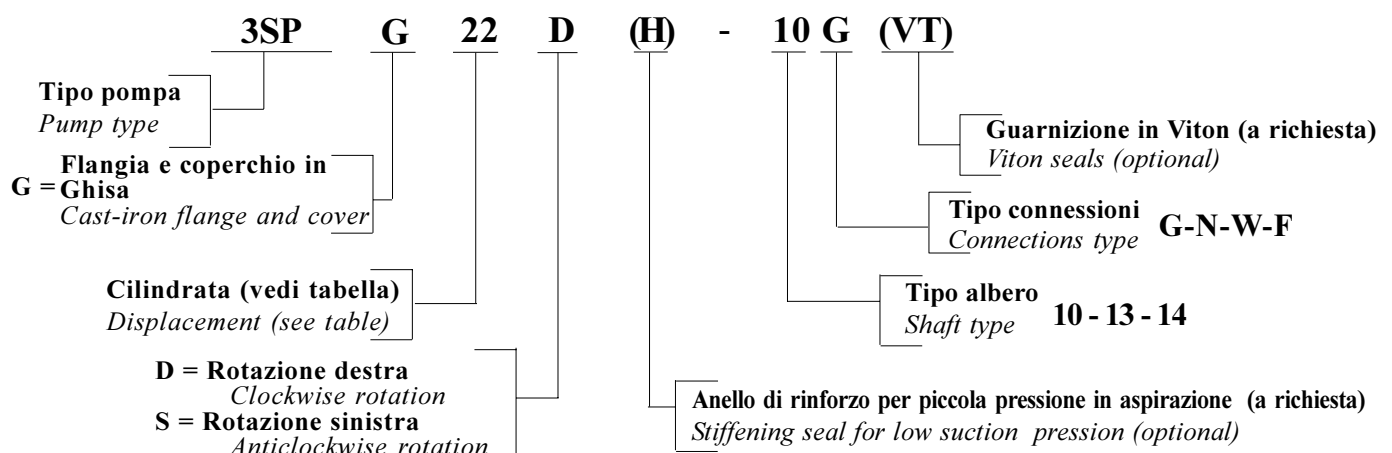 3SP G 22 D (H) - 10 G (VT)
Tipo pompa
Pump type
Flangia e coperchio in
G = Ghisa
Cast-iron flange and cover
Cilindrata (vedi tabella)
Displacement (see table)
D = Rotazione destra
Clockwise rotation
S = Rotazione sinistra
Anticlockwise rotation
Guarnizione in Viton (a richiesta)
Viton seals (optional)
Tipo connessioni
Connections type G-N-W-F
Tipo albero
Shaft type 10 - 13 - 14
Anello di rinforzo per piccola pressione in aspirazione (a richiesta)
Stiffening seal for low suction pression (optional)